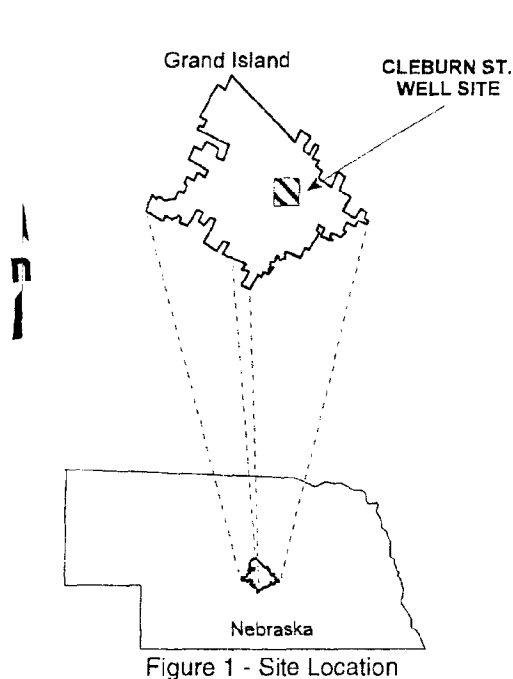 Grand Island
CLEBURN ST.
WELL SITE
n
Nebraska
Figure 1 - Site Location